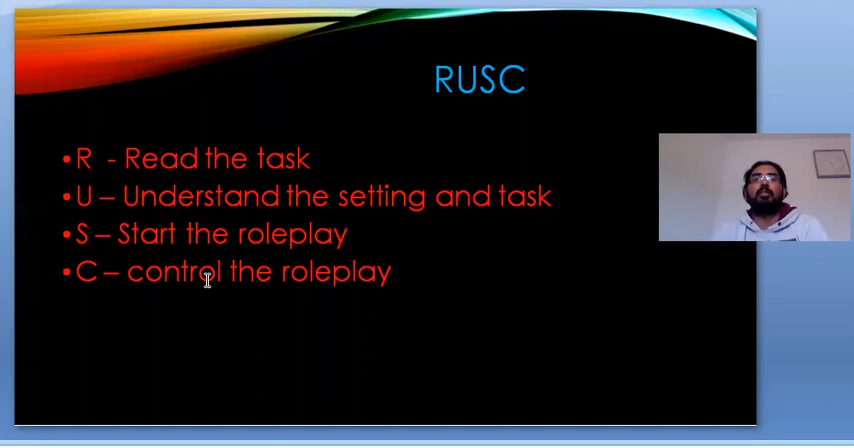 RUSC
•R - Read the task
•U – Understand the setting and task
•S – Start the roleplay
•C – control the roleplay